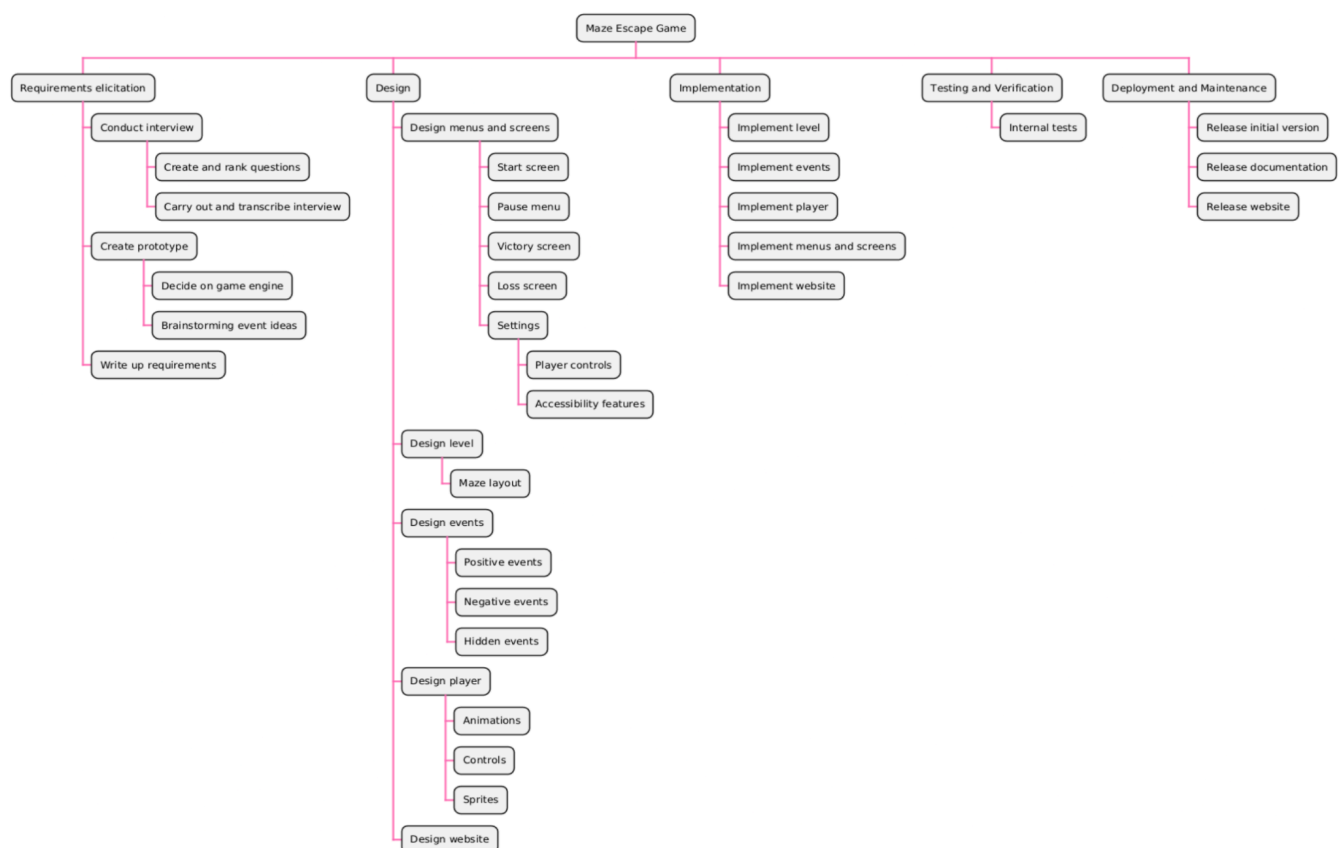 Maze Escape Game
Requirements elicitation
Conduct interview
Create and rank questions
Carry out and transcribe interview
Create prototype
Decide on game engine
Brainstorming event ideas
Write up requirements
Design
Design menus and screens
Start screen
Pause menu
Victory screen
Loss screen
Settings
Player controls
Accessibility features
Design level
Maze layout
Design events
Positive events
Negative events
Hidden events
Design player
Animations
Controls
Sprites
Design website
Implementation
Implement level
Implement events
Implement player
Implement menus and screens
Implement website
Testing and Verification
Internal tests
Deployment and Maintenance
Release initial version
Release documentation
Release website